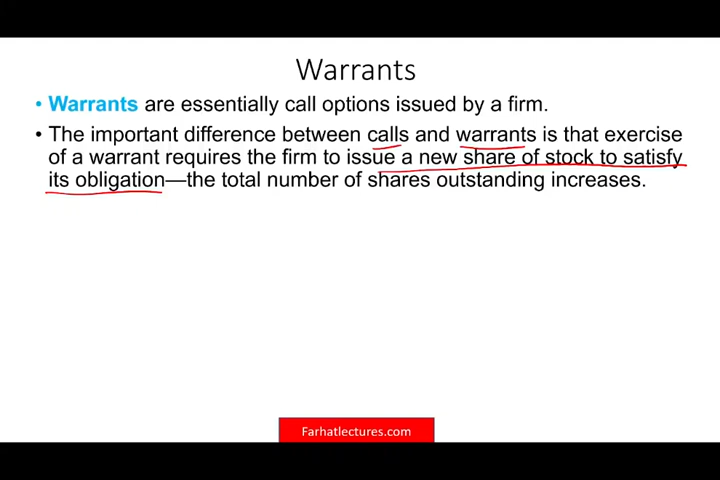 Warrants
• Warrants are essentially call options issued by a firm.
• The important difference between calls and warrants is that exercise
of a warrant requires the firm to issue a new share of stock to satisfy
its obligation—the total number of shares outstanding increases.
Farhatlectures.com